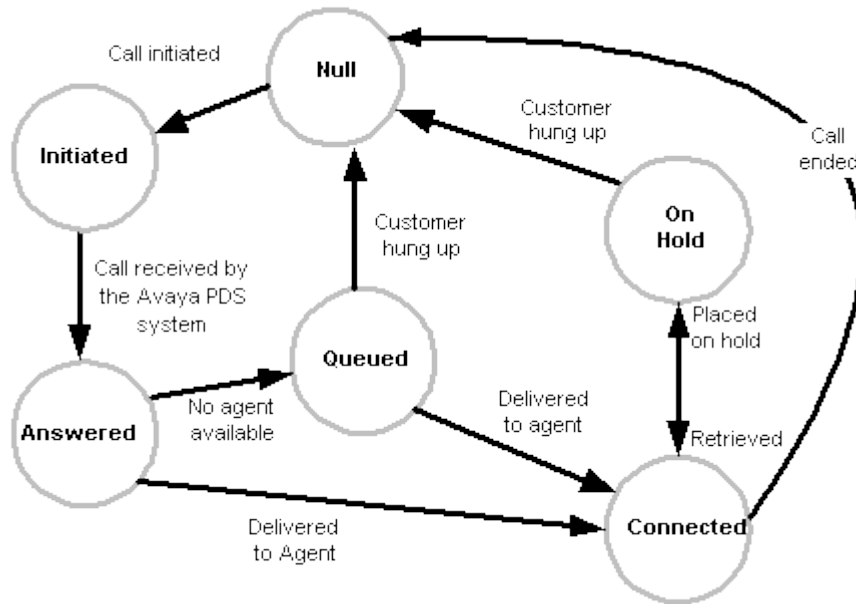 Call initiated
Null
Customer
hung up
Initiated
Call
ended
On
Hold
Customer
hung up
Call received by
the Avaya PDS
system
Placed
on hold
Queued
No agent
available
Delivered
to agent
Answered
Retrieved
Connected
Delivered
to Agent